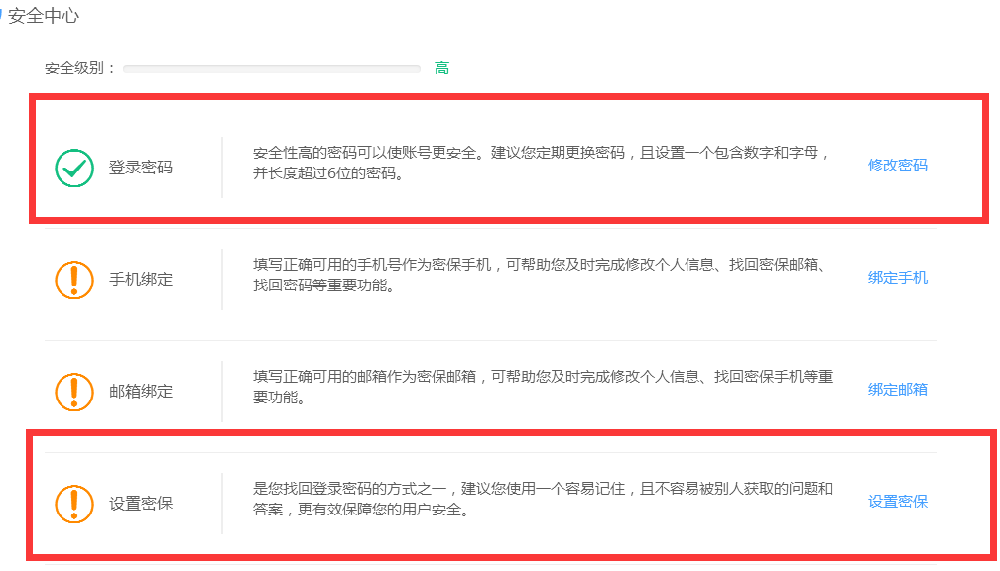 安全中心
安全级别： 高
登录密码
安全性高的密码可以使账号更安全。建议您定期更换密码，且设置一个包含数字和字母，
并长度超过6位的密码。
修改密码
手机绑定
填写正确可用的手机号作为密保手机，可帮助您及时完成修改个人信息、找回密保邮箱、
找回密码等重要功能。
绑定手机
邮箱绑定
填写正确可用的邮箱作为密保邮箱，可帮助您及时完成修改个人信息、找回密保手机等重
要功能。
绑定邮箱
设置密保
是您找回登录密码的方式之一，建议您使用一个容易记住，且不容易被别人获取的问题和
答案，更有效保障您的用户安全。
设置密保